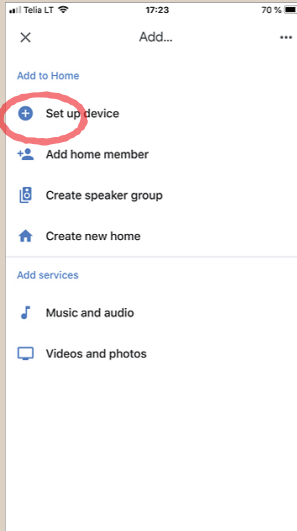 Telia LT 17:23 70 %
Add...
Add to Home
Set up device
Add home member
Create speaker group
Create new home
Add services
Music and audio
Videos and photos